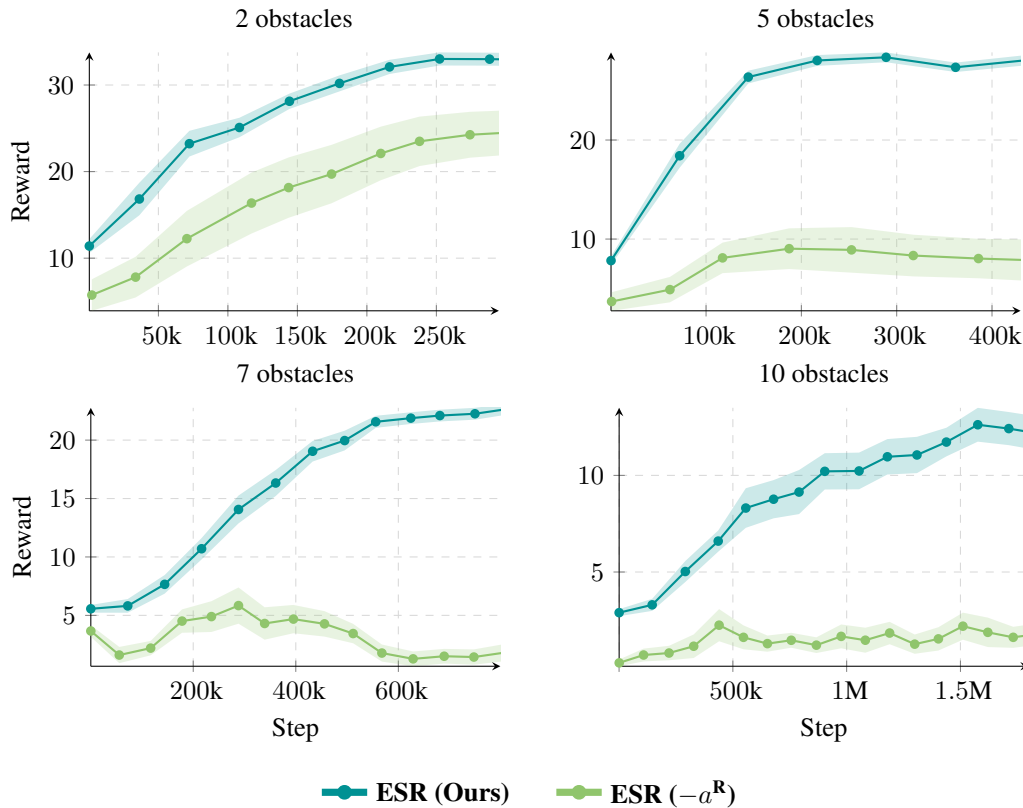 2 obstacles
5 obstacles
Reward
30
20
10
50k 100k 150k 200k 250k
20
10
100k 200k 300k 400k
7 obstacles
10 obstacles
Reward
20
15
10
5
200k 400k 600k
Step
10
5
500k 1M 1.5M
Step
ESR (Ours) ESR (−a^R)